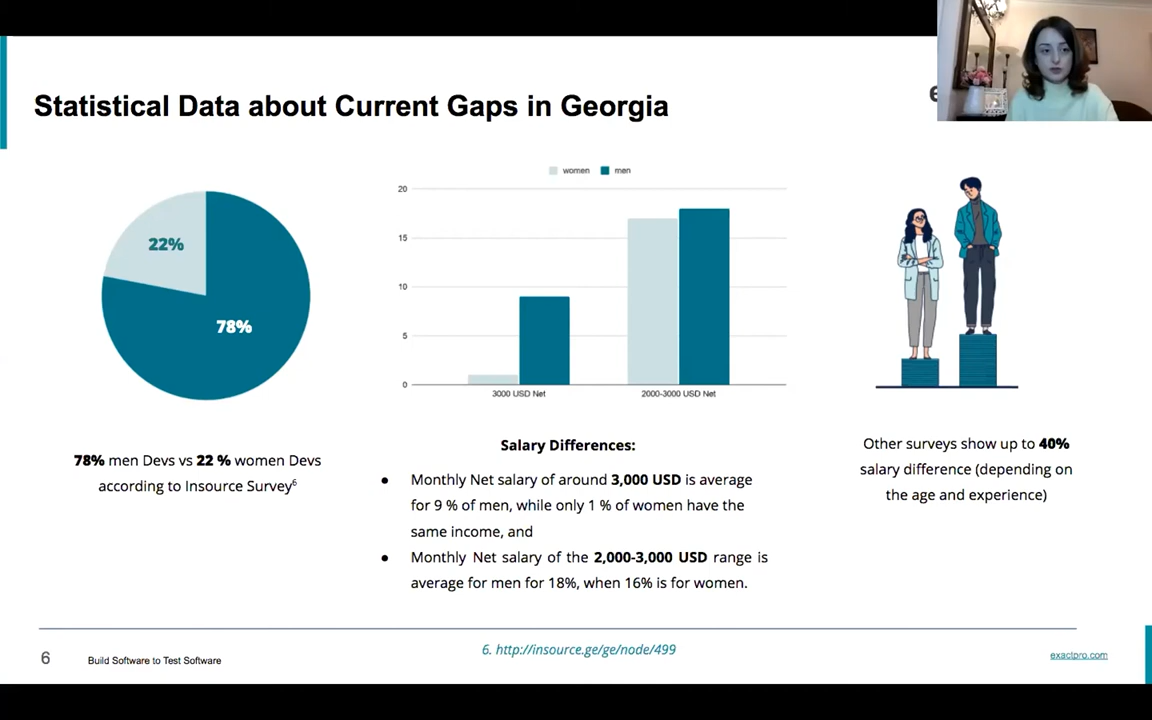 Statistical Data about Current Gaps in Georgia
22%
78%
78% men Devs vs 22 % women Devs
according to Insource Survey6
women
men
20
15
10
5
0
3000 USD Net
2000-3000 USD Net
Salary Differences:
● Monthly Net salary of around 3,000 USD is average
for 9 % of men, while only 1 % of women have the
same income, and
● Monthly Net salary of the 2,000-3,000 USD range is
average for men for 18%, when 16% is for women.
Other surveys show up to 40%
salary difference (depending on
the age and experience)
6
Build Software to Test Software
6. http://insource.ge/ge/node/499
exactpro.com